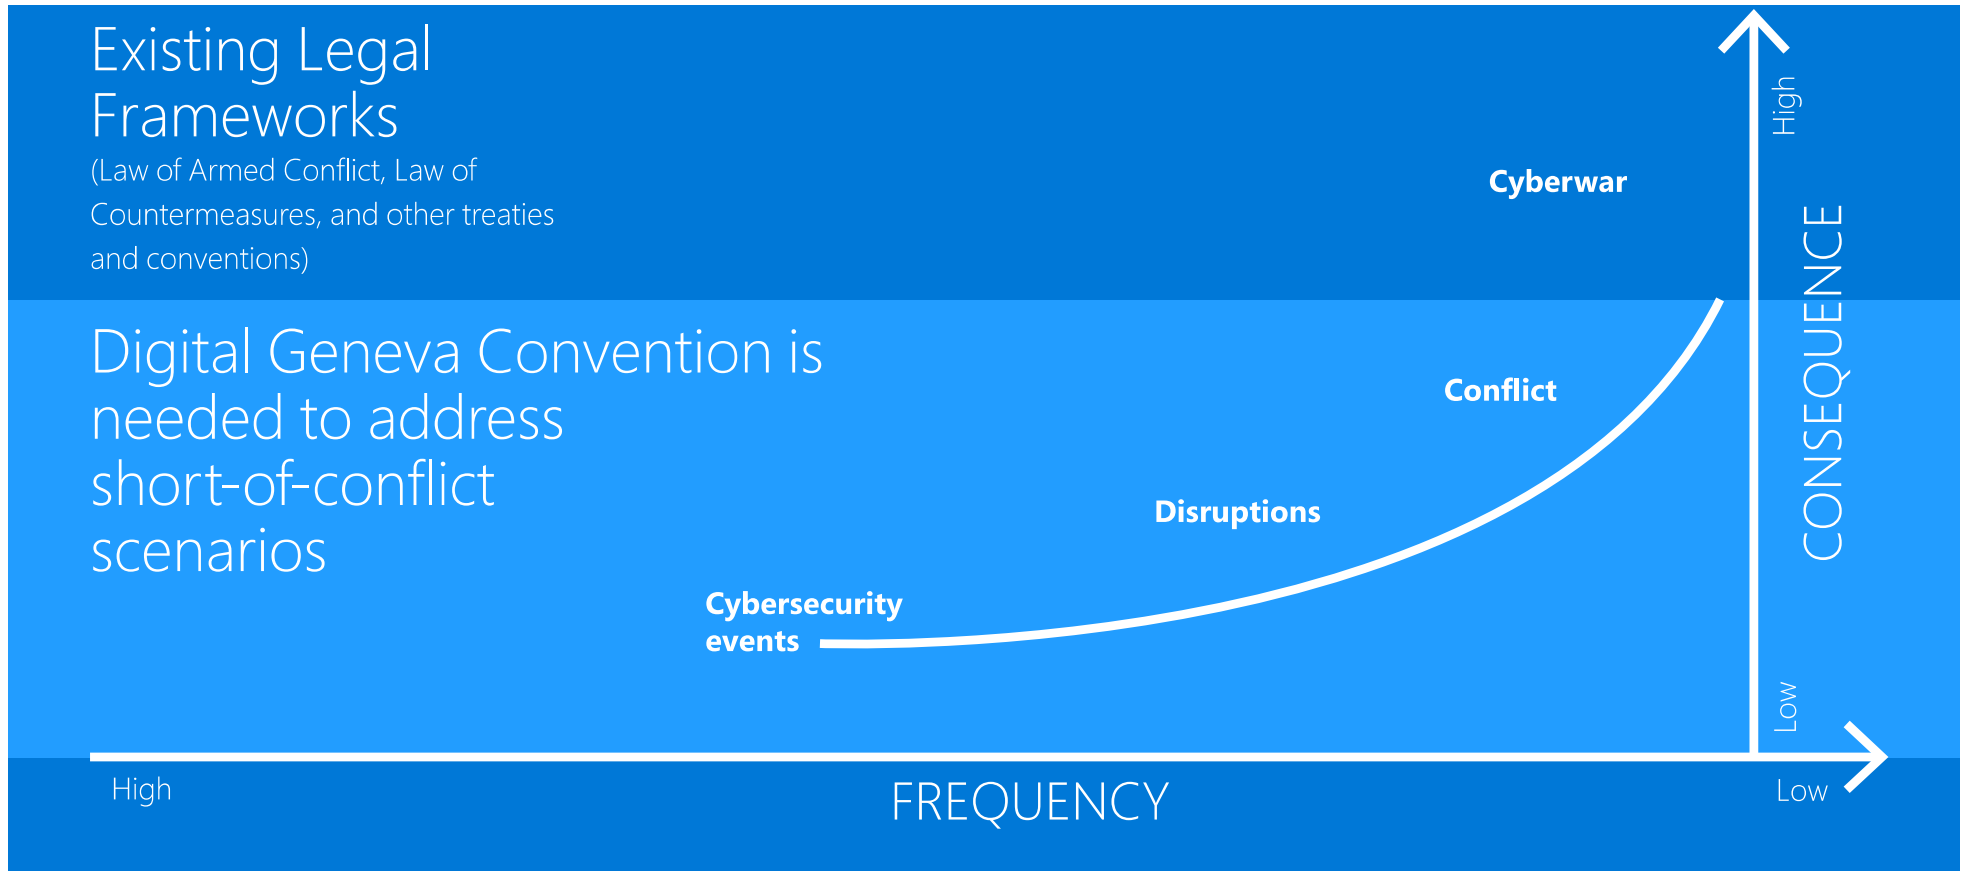 Existing Legal
Frameworks
(Law of Armed Conflict, Law of
Countermeasures, and other treaties
and conventions)
Digital Geneva Convention is
needed to address
short-of-conflict
scenarios
Cyberwar
Conflict
Disruptions
Cybersecurity
events
High
CONSEQUENCE
Low
High
FREQUENCY
Low